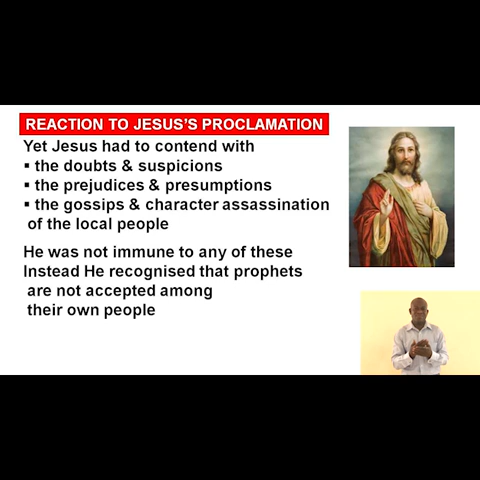 REACTION TO JESUS'S PROCLAMATION
Yet Jesus had to contend with
▪ the doubts & suspicions
▪ the prejudices & presumptions
▪ the gossips & character assassination
of the local people
He was not immune to any of these
Instead He recognised that prophets
are not accepted among
their own people